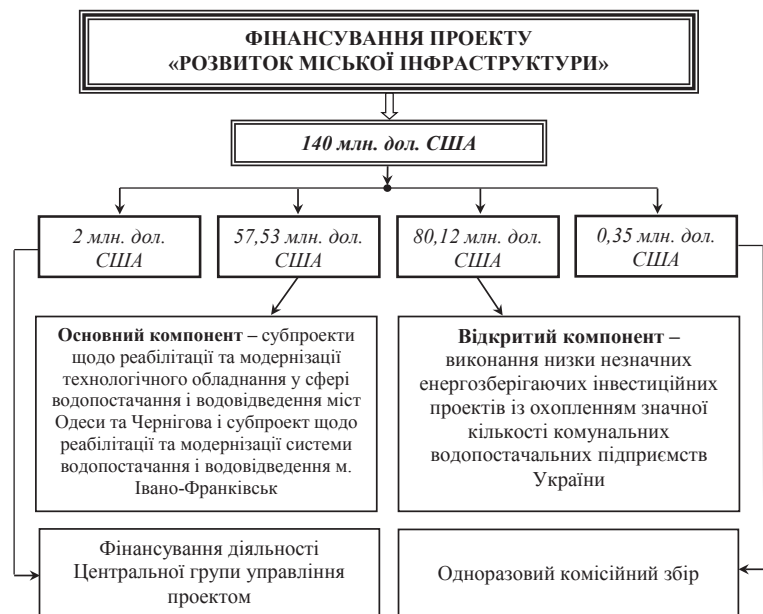 ФІНАНСУВАННЯ ПРОЕКТУ
«РОЗВИТОК МІСЬКОЇ ІНФРАСТРУКТУРИ»
140 млн. дол. США
2 млн. дол.
США
57,53 млн. дол.
США
80,12 млн. дол.
США
0,35 млн. дол.
США
Основний компонент – субпроекти
щодо реабілітації та модернізації
технологічного обладнання у сфері
водопостачання і водовідведення міст
Одеси та Чернігова і субпроект щодо
реабілітації та модернізації системи
водопостачання і водовідведення м.
Івано-Франківськ
Відкритий компонент –
виконання низки незначних
енергозберігаючих інвестиційних
проектів із охопленням значної
кількості комунальних
водопостачальних підприємств
України
Фінансування діяльності
Центральної групи управління
проектом
Одноразовий комісійний збір